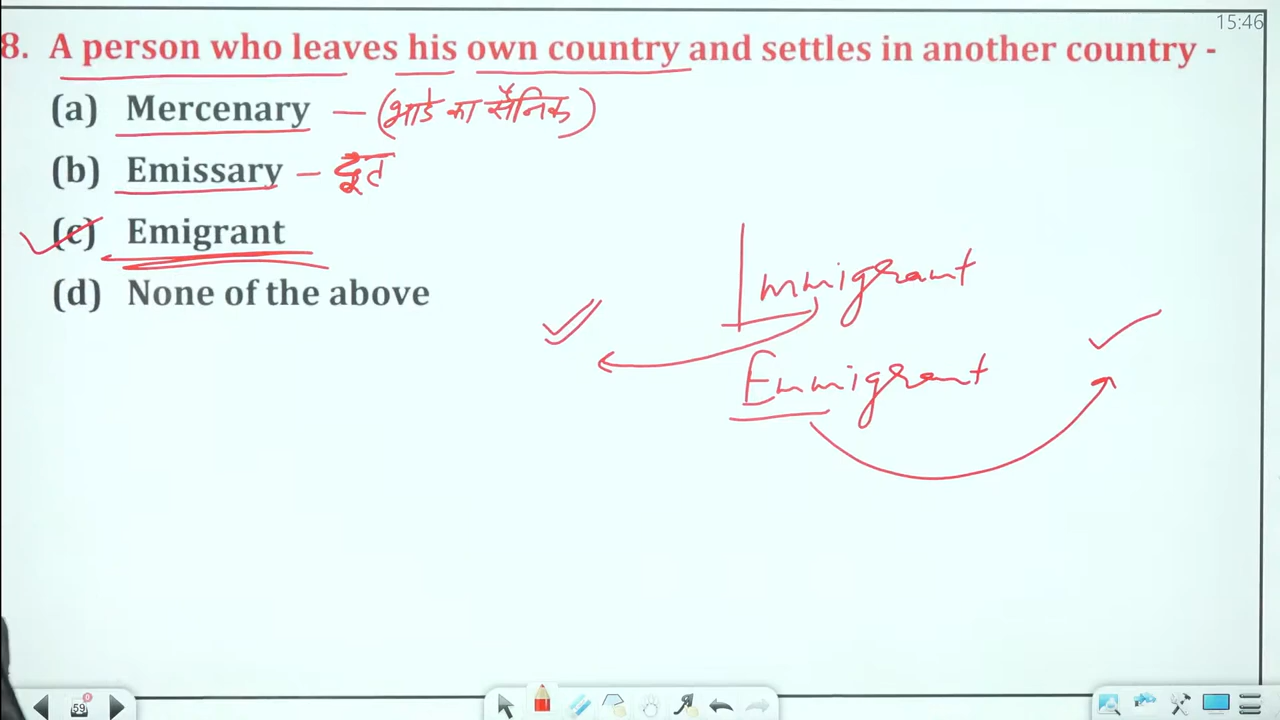 15:46
8. A person who leaves his own country and settles in another country -
(a) Mercenary — (भाडे का सैनिक)
(b) Emissary – दूत
(c) Emigrant
(d) None of the above
Immigrant
Emmigrant
59